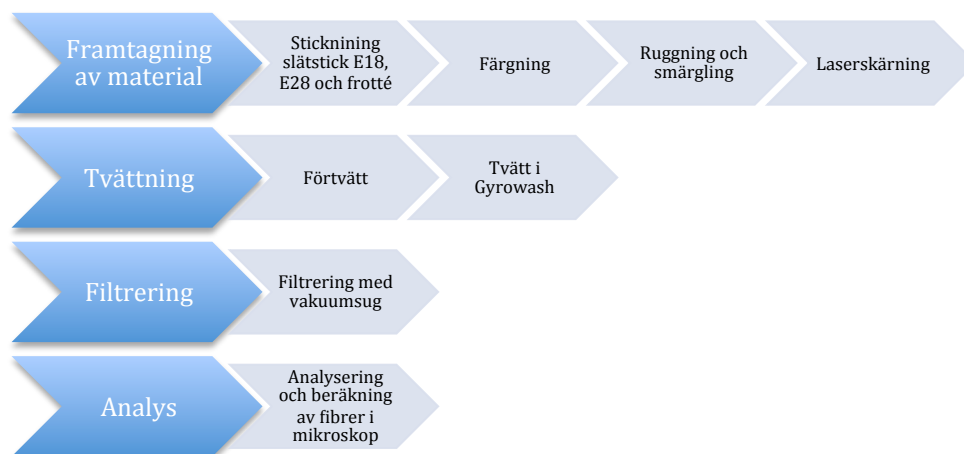 Framtagning
av material
Stickninining
slätstick E18,
E28 och frotté
Färgning
Ruggning och
smärgling
Laserskärning
Tvättning
Förtvätt
Tvätt i
Gyrowash
Filtrering
Filtrering med
vakuumsug
Analys
Analysering
och beräkning
av fibrer i
mikroskop